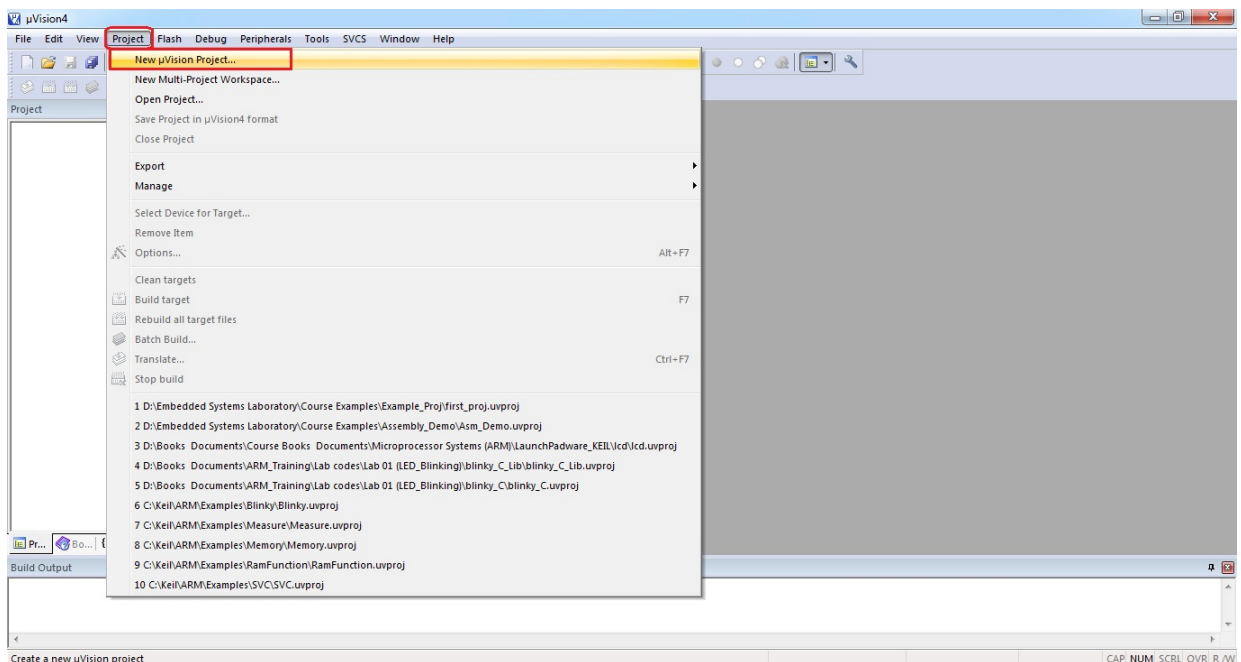 µVision4
File Edit View Project Flash Debug Peripherals Tools SVCS Window Help
New µVision Project...
New Multi-Project Workspace...
Open Project...
Project
Save Project in µVision4 format
Close Project
Export
Manage
Select Device for Target...
Remove Item
Options... Alt+F7
Clean targets
Build target F7
Rebuild all target files
Batch Build...
Translate... Ctrl+F7
Stop build
1 D:\Embedded Systems Laboratory\Course Examples\Example_Proj\first_proj.uvproj
2 D:\Embedded Systems Laboratory\Course Examples\Assembly_Demo\Asm_Demo.uvproj
3 D:\Books Documents\Course Books Documents\Microprocessor Systems (ARM)\LaunchPadware_KEIL\lcd\lcd.uvproj
4 D:\Books Documents\ARM_Training\Lab codes\Lab 01 (LED_Blinking)\blinky_C_Lib\blinky_C_Lib.uvproj
5 D:\Books Documents\ARM_Training\Lab codes\Lab 01 (LED_Blinking)\blinky_C\blinky_C.uvproj
6 C:\Keil\ARM\Examples\Blinky\Blinky.uvproj
7 C:\Keil\ARM\Examples\Measure\Measure.uvproj
8 C:\Keil\ARM\Examples\Memory\Memory.uvproj
9 C:\Keil\ARM\Examples\RamFunction\RamFunction.uvproj
10 C:\Keil\ARM\Examples\SVC\SVC.uvproj
Pr... Bo... {
Build Output
Create a new µVision project CAP NUM SCRL OVR R/W